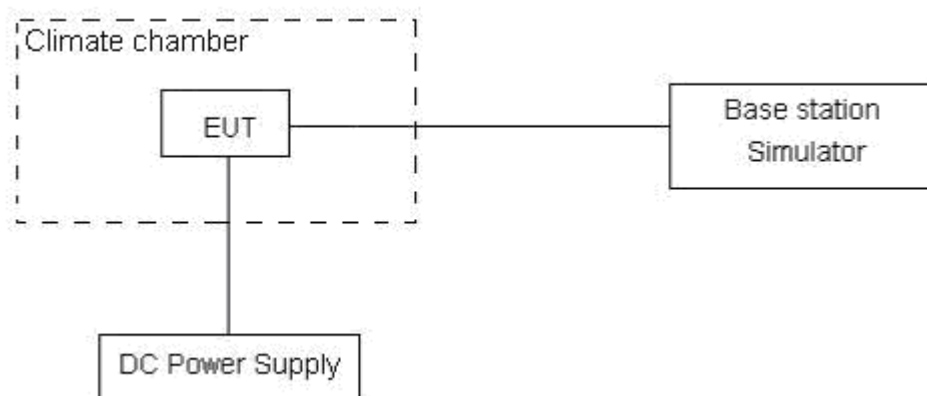 Climate chamber
EUT
Base station
Simulator
DC Power Supply